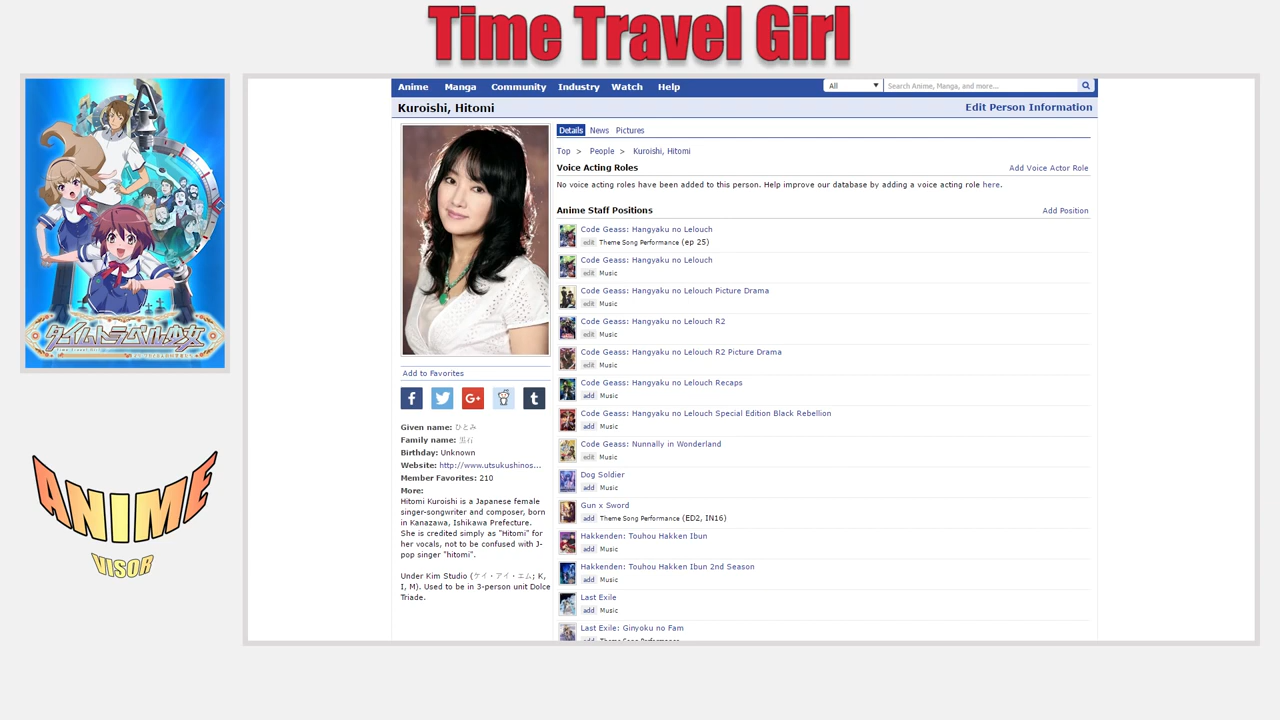 Time Travel Girl
タイムトラベル少女
Time Travel Girl
ANIME
VISOR
Anime Manga Community Industry Watch Help
All Search Anime, Manga, and more...
Kuroishi, Hitomi
Edit Person Information
Details News Pictures
Top > People > Kuroishi, Hitomi
Voice Acting Roles Add Voice Actor Role
No voice acting roles have been added to this person. Help improve our database by adding a voice acting role here.
Anime Staff Positions Add Position
Code Geass: Hangyaku no Lelouch
edit Theme Song Performance (ep 25)
Code Geass: Hangyaku no Lelouch
edit Music
Code Geass: Hangyaku no Lelouch Picture Drama
edit Music
Code Geass: Hangyaku no Lelouch R2
edit Music
Code Geass: Hangyaku no Lelouch R2 Picture Drama
edit Music
Code Geass: Hangyaku no Lelouch Recaps
add Music
Code Geass: Hangyaku no Lelouch Special Edition Black Rebellion
add Music
Code Geass: Nunnally in Wonderland
edit Music
Dog Soldier
add Music
Gun x Sword
add Theme Song Performance (ED2, IN16)
Hakkenden: Touhou Hakken Ibun
add Music
Hakkenden: Touhou Hakken Ibun 2nd Season
add Music
Last Exile
add Music
Last Exile: Ginyoku no Fam
add Theme Song Performance
Add to Favorites
Given name: ひとみ
Family name: 黒石
Birthday: Unknown
Website: http://www.utsukushinos...
Member Favorites: 210
More:
Hitomi Kuroishi is a Japanese female
singer-songwriter and composer, born
in Kanazawa, Ishikawa Prefecture.
She is credited simply as "Hitomi" for
her vocals, not to be confused with J-
pop singer "hitomi".
Under Kim Studio (ケイ・アイ・エム; K,
I, M). Used to be in 3-person unit Dolce
Triade.